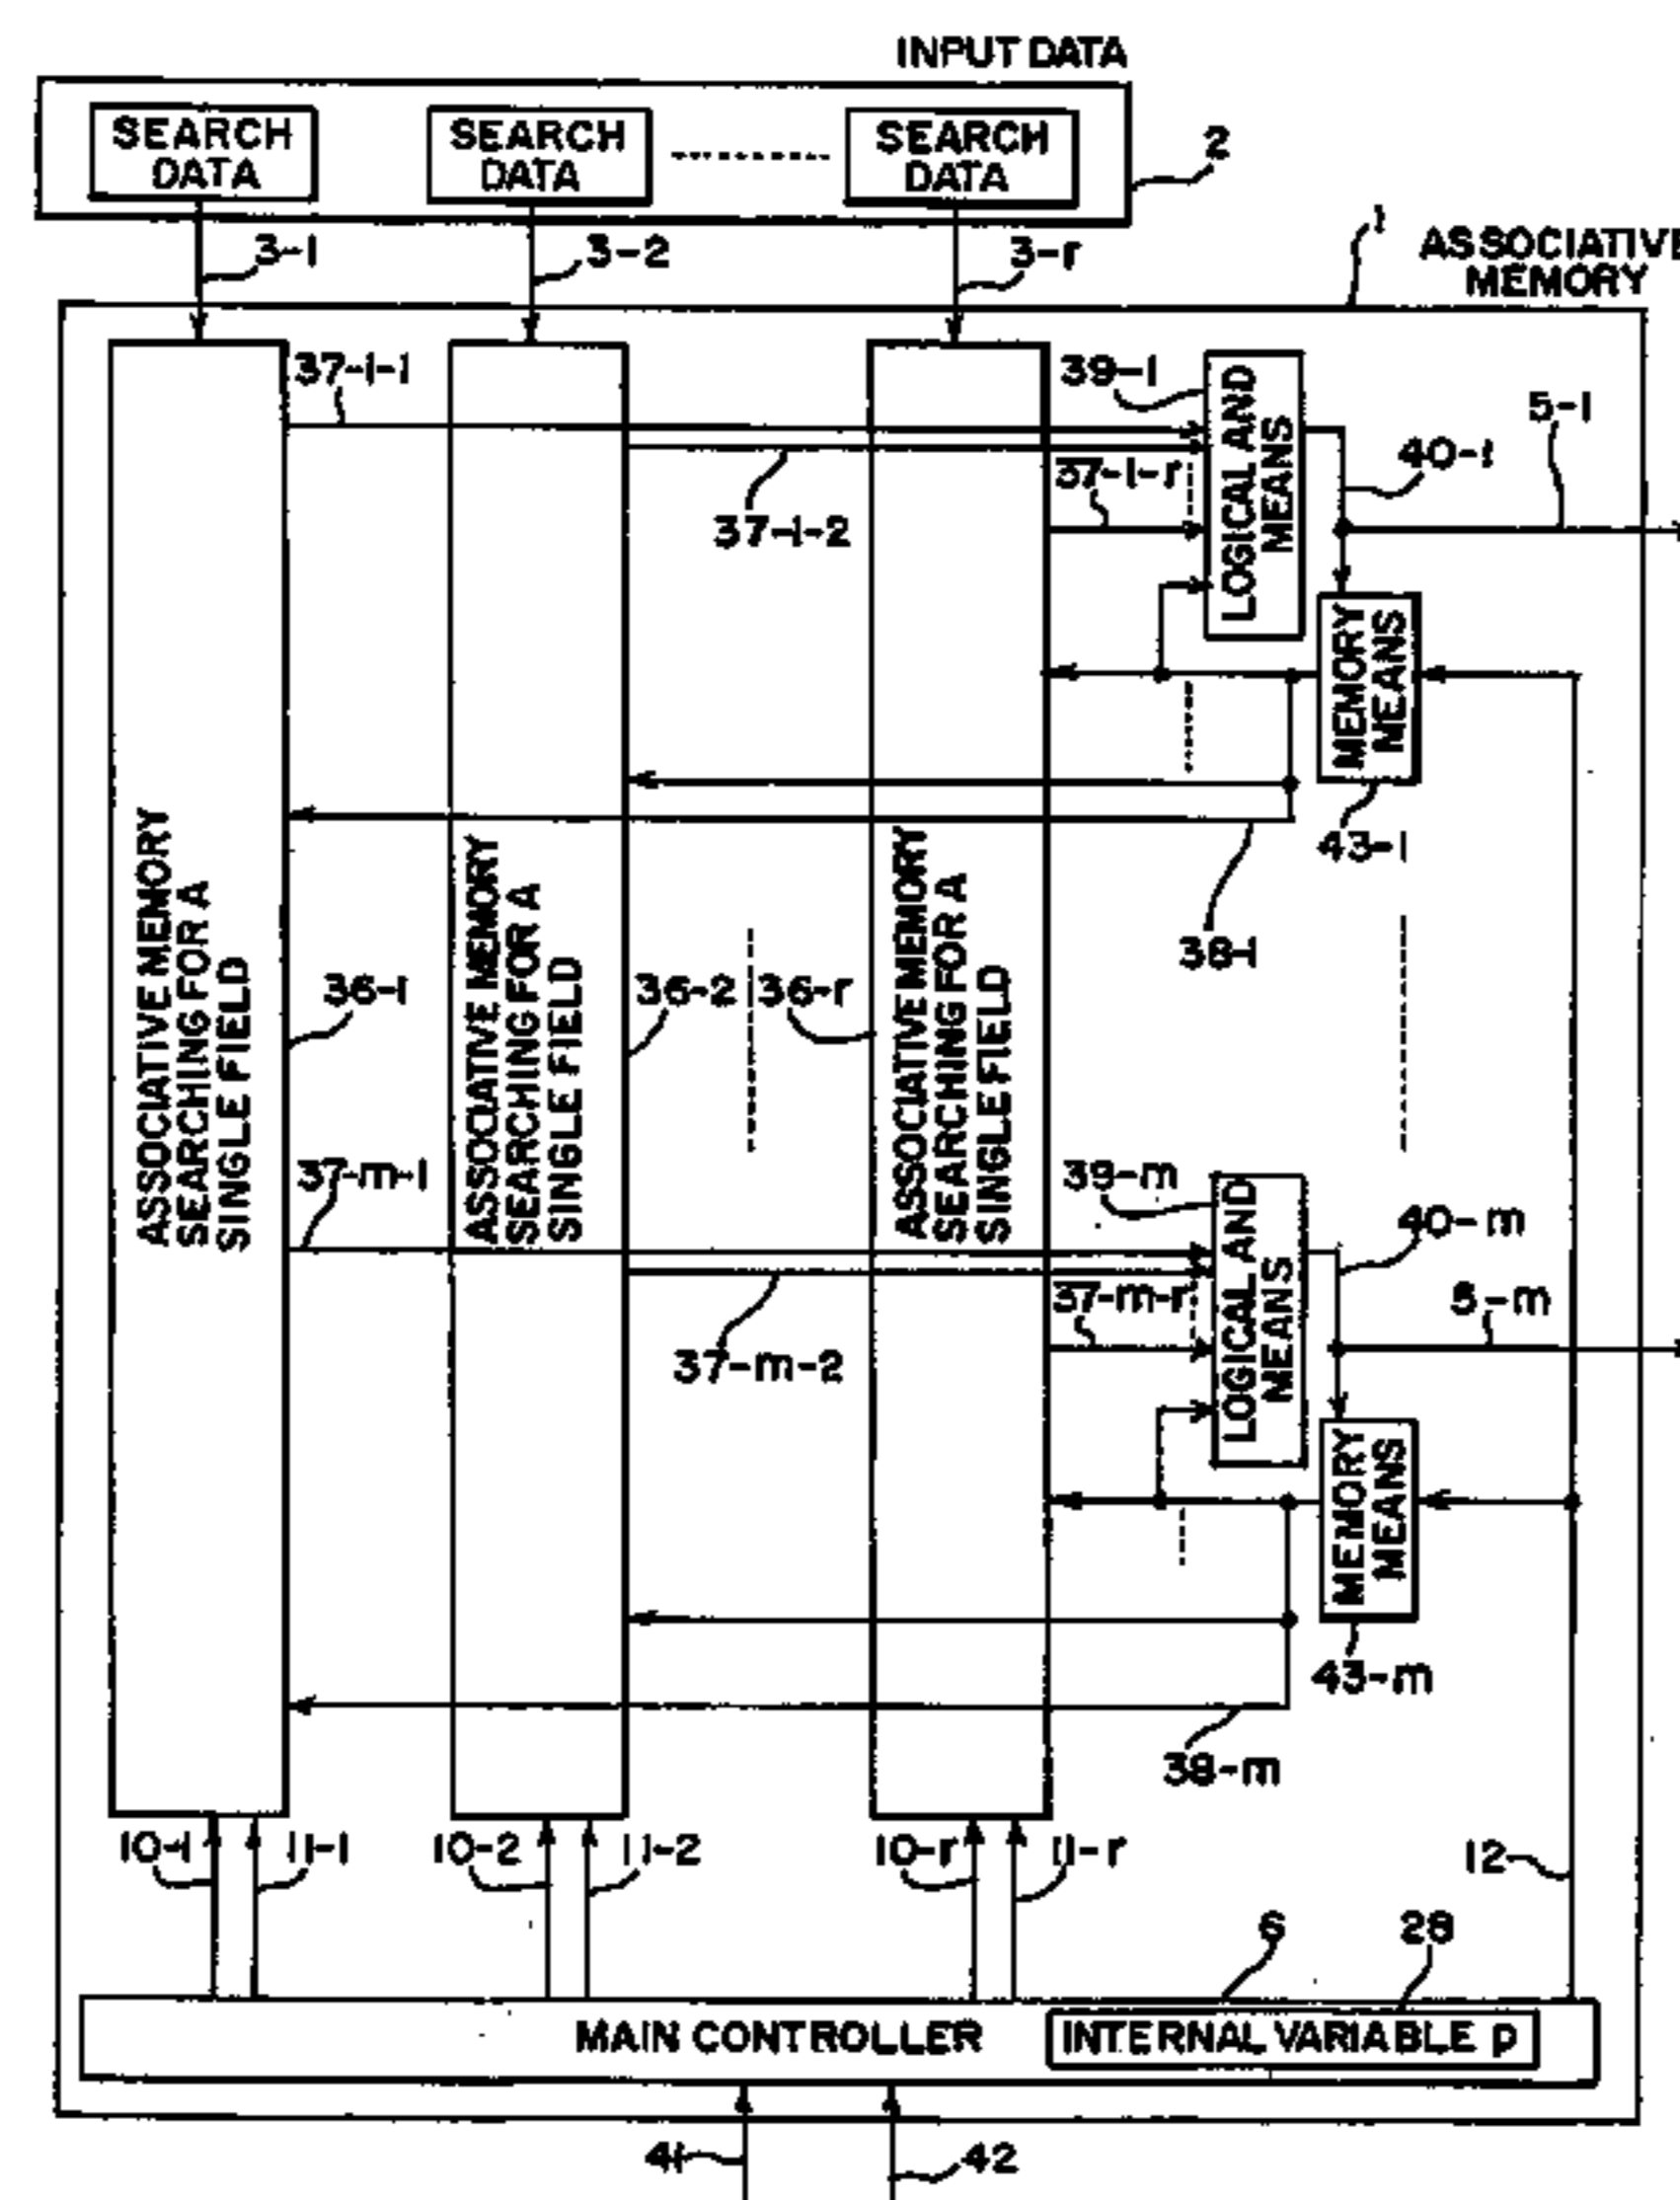 INPUT DATA
SEARCH
DATA
SEARCH
DATA
SEARCH
DATA
2
3-1
3-2
3-r
1
ASSOCIATIVE
MEMORY
37-1-1
39-1
5-1
40-1
37-1-r
37-1-2
LOGICAL AND
MEANS
MEMORY
MEANS
43-1
38-1
ASSOCIATIVE MEMORY
SEARCHING FOR A
SINGLE FIELD
36-1
ASSOCIATIVE MEMORY
SEARCHING FOR A
SINGLE FIELD
36-2
36-r
ASSOCIATIVE MEMORY
SEARCHING FOR A
SINGLE FIELD
37-m-1
39-m
40-m
37-m-r
5-m
37-m-2
LOGICAL AND
MEANS
MEMORY
MEANS
43-m
38-m
10-1
11-1
10-2
11-2
10-r
11-r
12
6
28
MAIN CONTROLLER
INTERNAL VARIABLE p
41
42